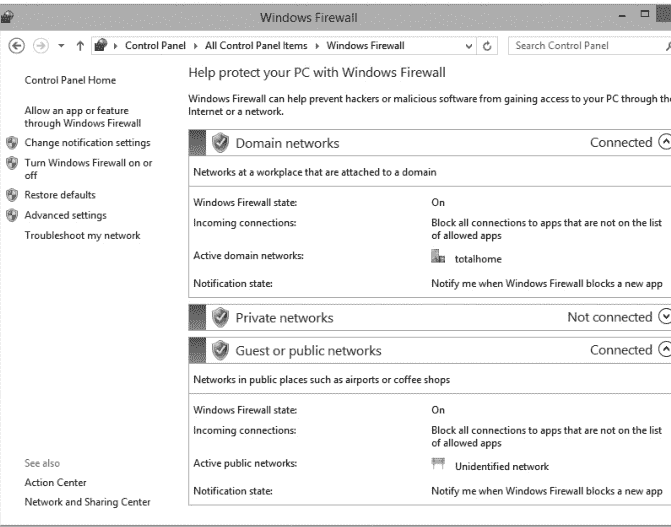 Windows Firewall
Control Panel ▸ All Control Panel Items ▸ Windows Firewall
Search Control Panel
Control Panel Home
Allow an app or feature
through Windows Firewall
Change notification settings
Turn Windows Firewall on or
off
Restore defaults
Advanced settings
Troubleshoot my network
See also
Action Center
Network and Sharing Center
Help protect your PC with Windows Firewall
Windows Firewall can help prevent hackers or malicious software from gaining access to your PC through the
Internet or a network.
Domain networks Connected
Networks at a workplace that are attached to a domain
Windows Firewall state: On
Incoming connections: Block all connections to apps that are not on the list
of allowed apps
Active domain networks: totalhome
Notification state: Notify me when Windows Firewall blocks a new app
Private networks Not connected
Guest or public networks Connected
Networks in public places such as airports or coffee shops
Windows Firewall state: On
Incoming connections: Block all connections to apps that are not on the list
of allowed apps
Active public networks: Unidentified network
Notification state: Notify me when Windows Firewall blocks a new app